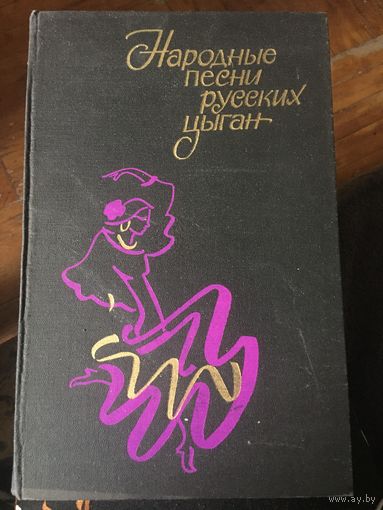 Народные
песни
русских
цыган
www.ay.by